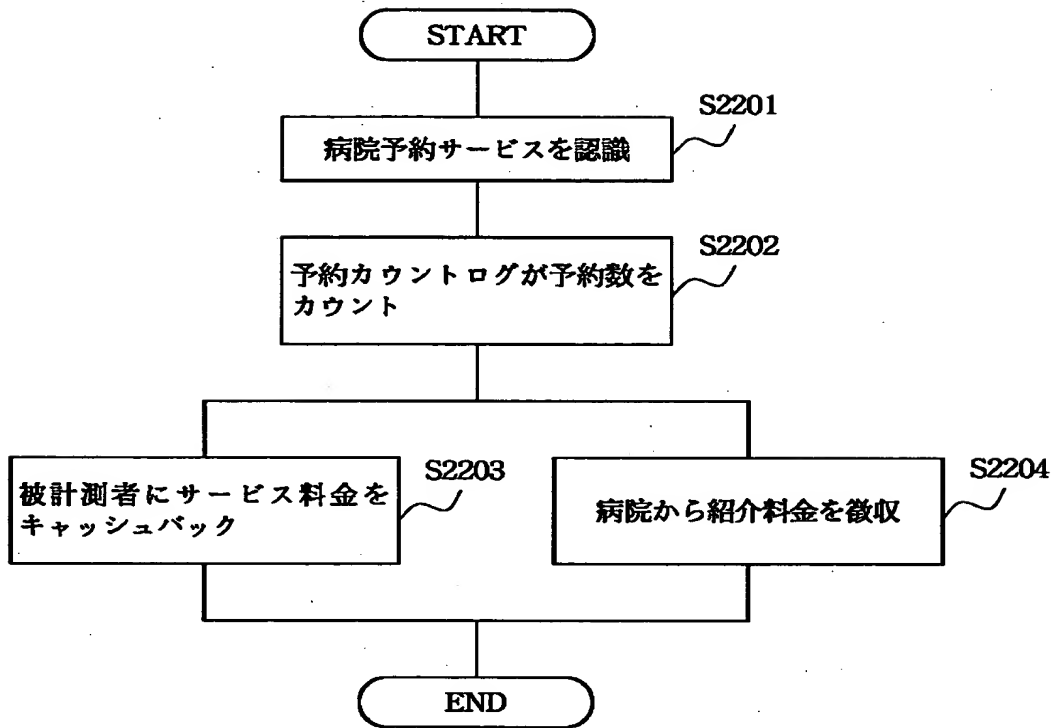 START
S2201
病院予約サービスを認識
S2202
予約カウントログが予約数を
カウント
S2203
被計測者にサービス料金を
キャッシュバック
S2204
病院から紹介料金を徴収
END